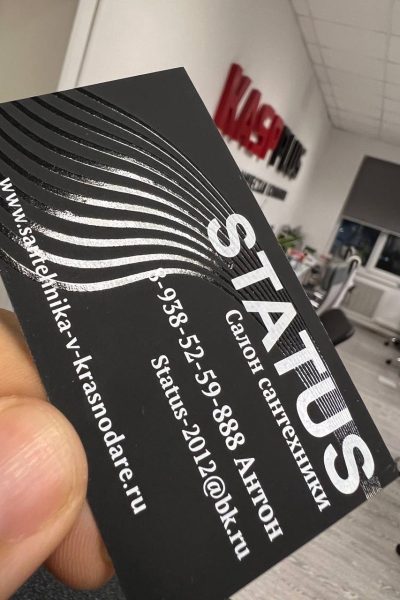 KASPPLUS
STATUS
Салон сантехники
8-938-52-59-888 АНТОН
Status-2012@bk.ru
www.santehnika-v-krasnodare.ru